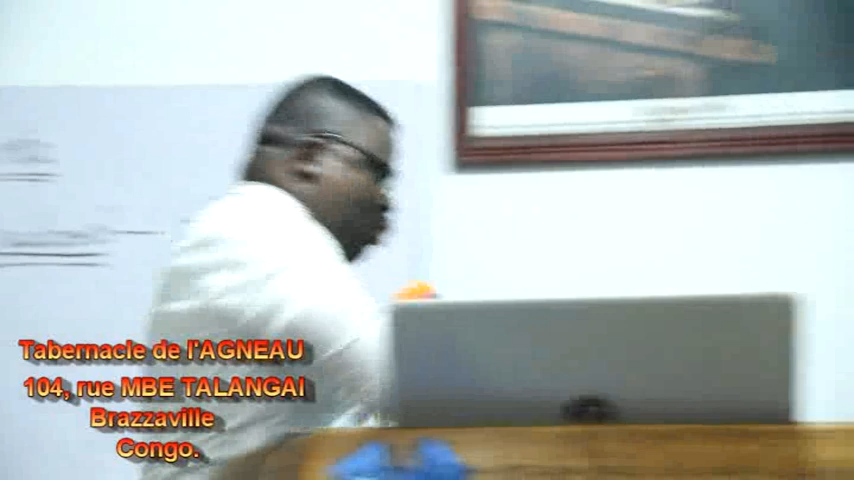 Tabernacle de l'AGNEAU
104, rue MBE TALANGAI
Brazzaville
Congo.